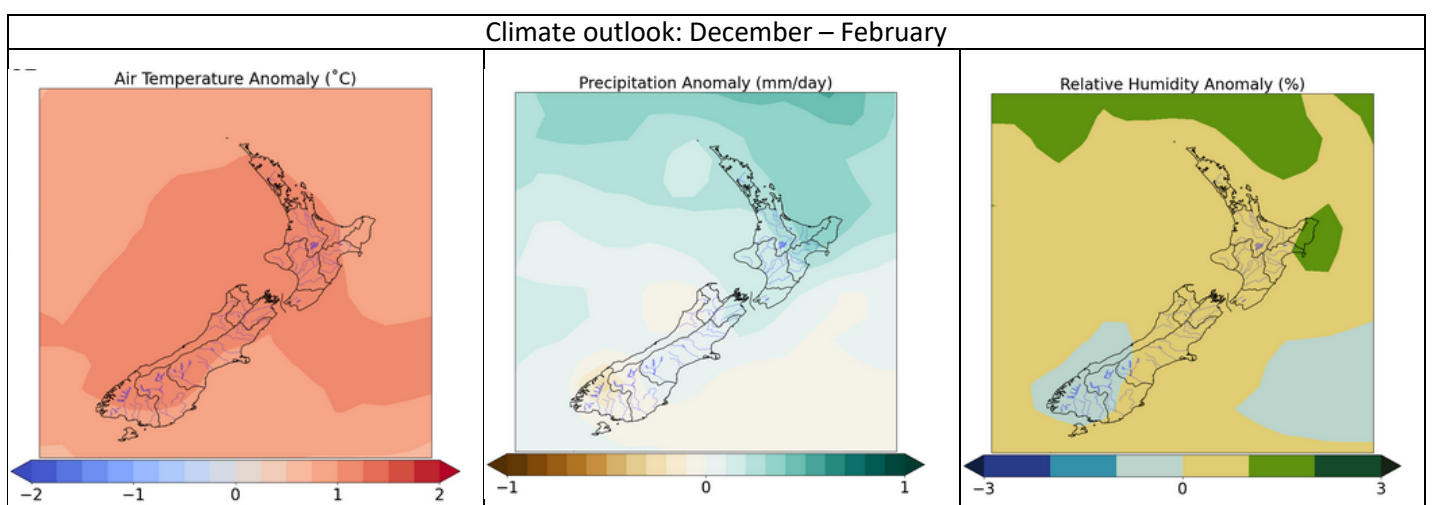 Climate outlook: December – February
Air Temperature Anomaly (˚C)
Precipitation Anomaly (mm/day)
Relative Humidity Anomaly (%)
−2 −1 0 1 2
−1 0 1
−3 0 3